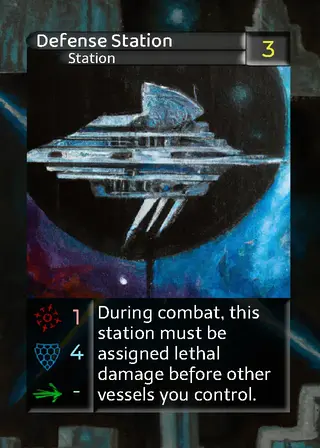 Defense Station
3
Station
1
4
-
During combat, this
station must be
assigned lethal
damage before other
vessels you control.